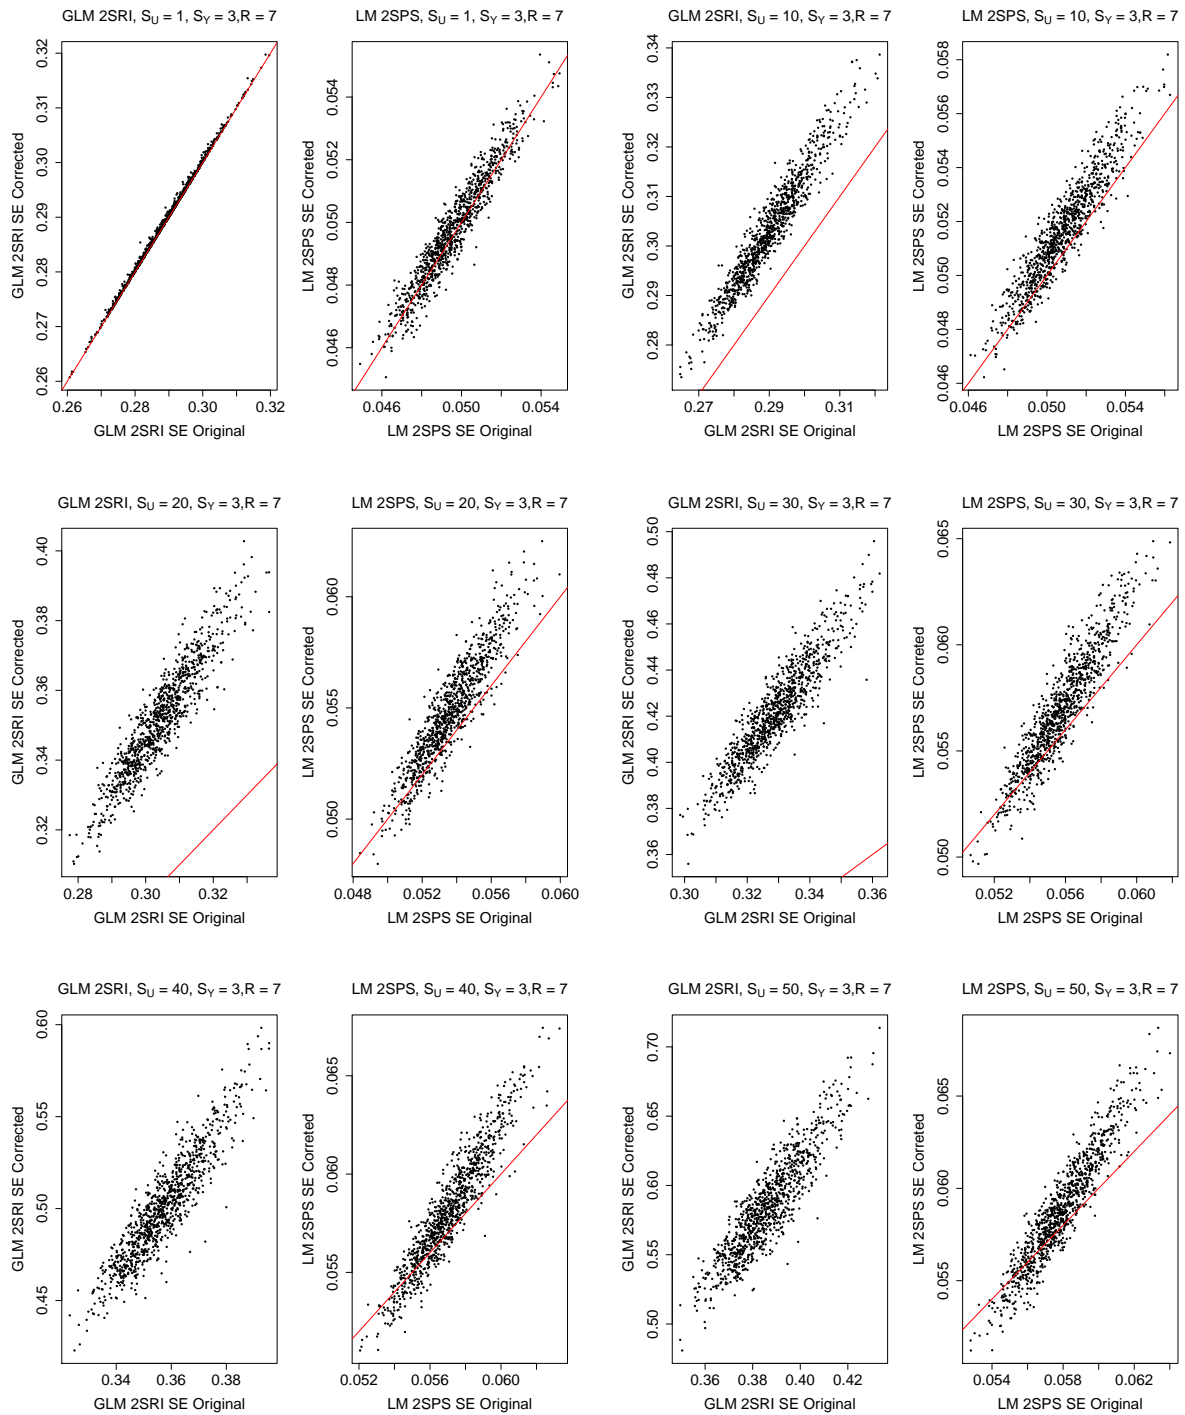 GLM 2SRI, S_U = 1, S_Y = 3,R = 7
GLM 2SRI SE Corrected
0.26 0.27 0.28 0.29 0.30 0.31 0.32
0.26 0.28 0.30 0.32
GLM 2SRI SE Original
LM 2SPS, S_U = 1, S_Y = 3,R = 7
LM 2SPS SE Correted
0.046 0.048 0.050 0.052 0.054
0.046 0.050 0.054
LM 2SPS SE Original
GLM 2SRI, S_U = 10, S_Y = 3,R = 7
GLM 2SRI SE Corrected
0.28 0.29 0.30 0.31 0.32 0.33 0.34
0.27 0.29 0.31
GLM 2SRI SE Original
LM 2SPS, S_U = 10, S_Y = 3,R = 7
LM 2SPS SE Correted
0.046 0.048 0.050 0.052 0.054 0.056 0.058
0.046 0.050 0.054
LM 2SPS SE Original
GLM 2SRI, S_U = 20, S_Y = 3,R = 7
GLM 2SRI SE Corrected
0.32 0.34 0.36 0.38 0.40
0.28 0.30 0.32
GLM 2SRI SE Original
LM 2SPS, S_U = 20, S_Y = 3,R = 7
LM 2SPS SE Correted
0.050 0.055 0.060
0.048 0.052 0.056 0.060
LM 2SPS SE Original
GLM 2SRI, S_U = 30, S_Y = 3,R = 7
GLM 2SRI SE Corrected
0.36 0.38 0.40 0.42 0.44 0.46 0.48 0.50
0.30 0.32 0.34 0.36
GLM 2SRI SE Original
LM 2SPS, S_U = 30, S_Y = 3,R = 7
LM 2SPS SE Correted
0.050 0.055 0.060 0.065
0.052 0.056 0.060
LM 2SPS SE Original
GLM 2SRI, S_U = 40, S_Y = 3,R = 7
GLM 2SRI SE Corrected
0.45 0.50 0.55 0.60
0.34 0.36 0.38
GLM 2SRI SE Original
LM 2SPS, S_U = 40, S_Y = 3,R = 7
LM 2SPS SE Correted
0.055 0.060 0.065
0.052 0.056 0.060
LM 2SPS SE Original
GLM 2SRI, S_U = 50, S_Y = 3,R = 7
GLM 2SRI SE Corrected
0.50 0.55 0.60 0.65 0.70
0.36 0.38 0.40 0.42
GLM 2SRI SE Original
LM 2SPS, S_U = 50, S_Y = 3,R = 7
LM 2SPS SE Correted
0.055 0.060 0.065
0.054 0.058 0.062
LM 2SPS SE Original